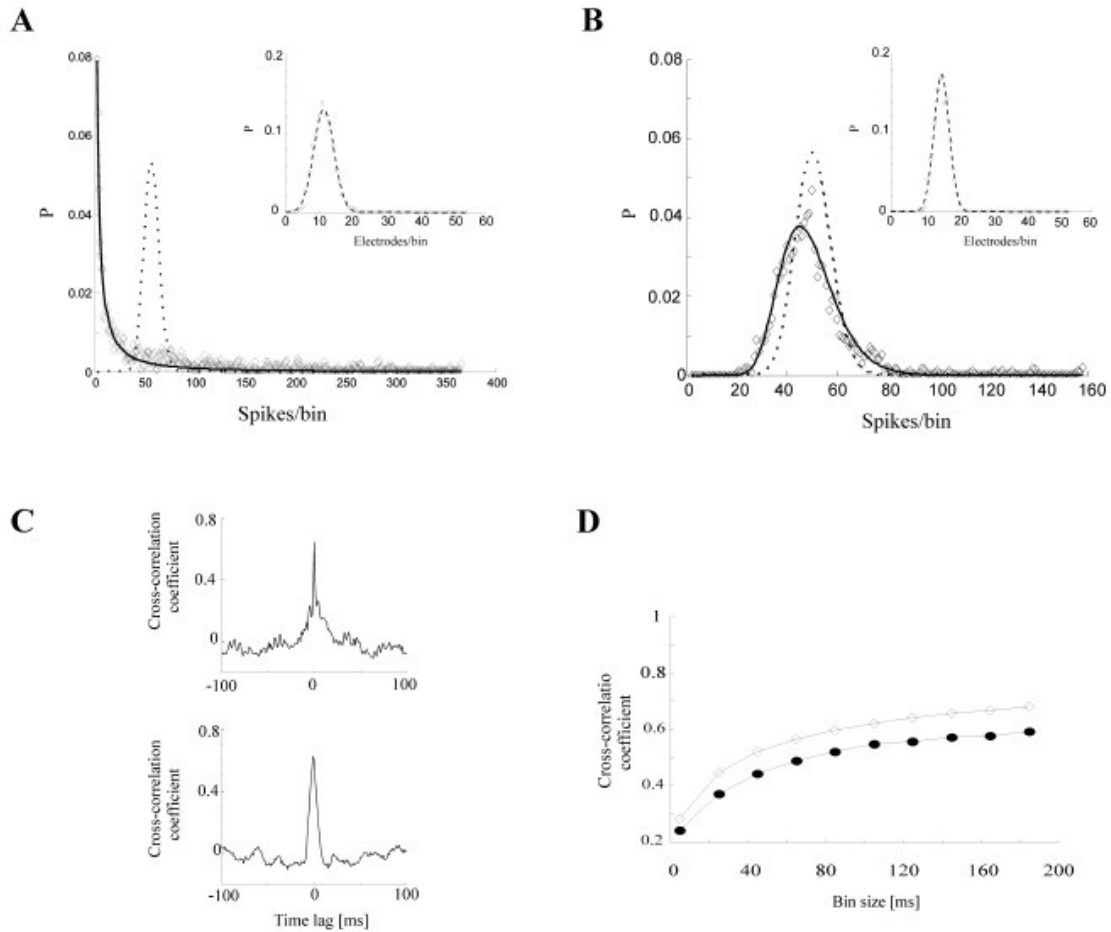 A
B
0.08
0.06
0.04
0.02
0
P
0 50 100 150 200 250 300 350 400
Spikes/bin
0.2
0.1
0
P
0 10 20 30 40 50 60
Electrodes/bin
0.08
0.06
0.04
0.02
0
P
0 20 40 60 80 100 120 140 160
Spikes/bin
0.2
0.1
0
P
0 10 20 30 40 50 60
Electrodes/bin
C
D
0.8
0.4
0
Cross-correlation
coefficient
-100 0 100
0.8
0.4
0
Cross-correlation
coefficient
-100 0 100
Time lag [ms]
1
0.8
0.6
0.4
0.2
Cross-correlatio
coefficient
0 40 80 120 160 200
Bin size [ms]